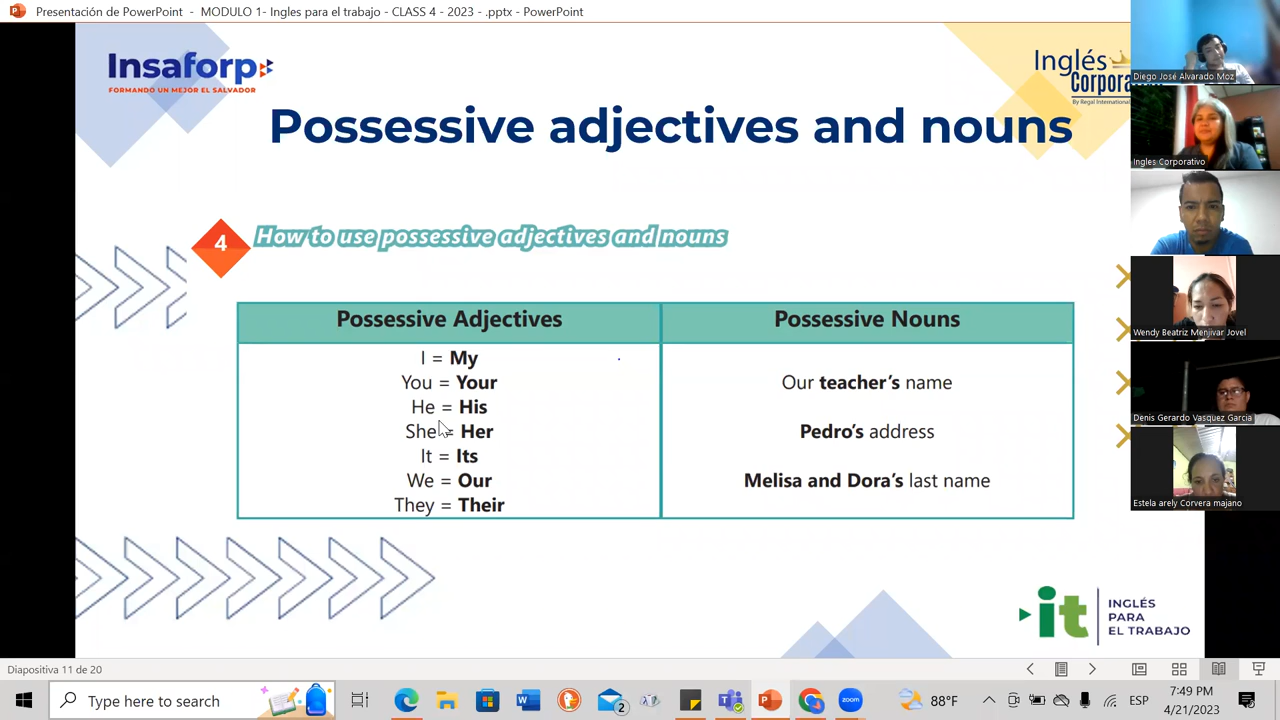 Presentación de PowerPoint - MODULO 1- Ingles para el trabajo - CLASS 4 - 2023 - .pptx - PowerPoint
Insaforp
FORMANDO UN MEJOR EL SALVADOR
Inglés
Corpora
By Regal International
Possessive adjectives and nouns
4
How to use possessive adjectives and nouns
Possessive Adjectives
I = My
You = Your
He = His
She = Her
It = Its
We = Our
They = Their
Possessive Nouns
Our teacher's name
Pedro's address
Melisa and Dora's last name
it
INGLÉS
PARA
EL TRABAJO
Diego José Alvarado Moz
Ingles Corporativo
Wendy Beatriz Menjivar Jovel
Denis Gerardo Vasquez Garcia
Estela arely Corvera majano
Diapositiva 11 de 20
Type here to search
2
88°F
ESP
7:49 PM
4/21/2023